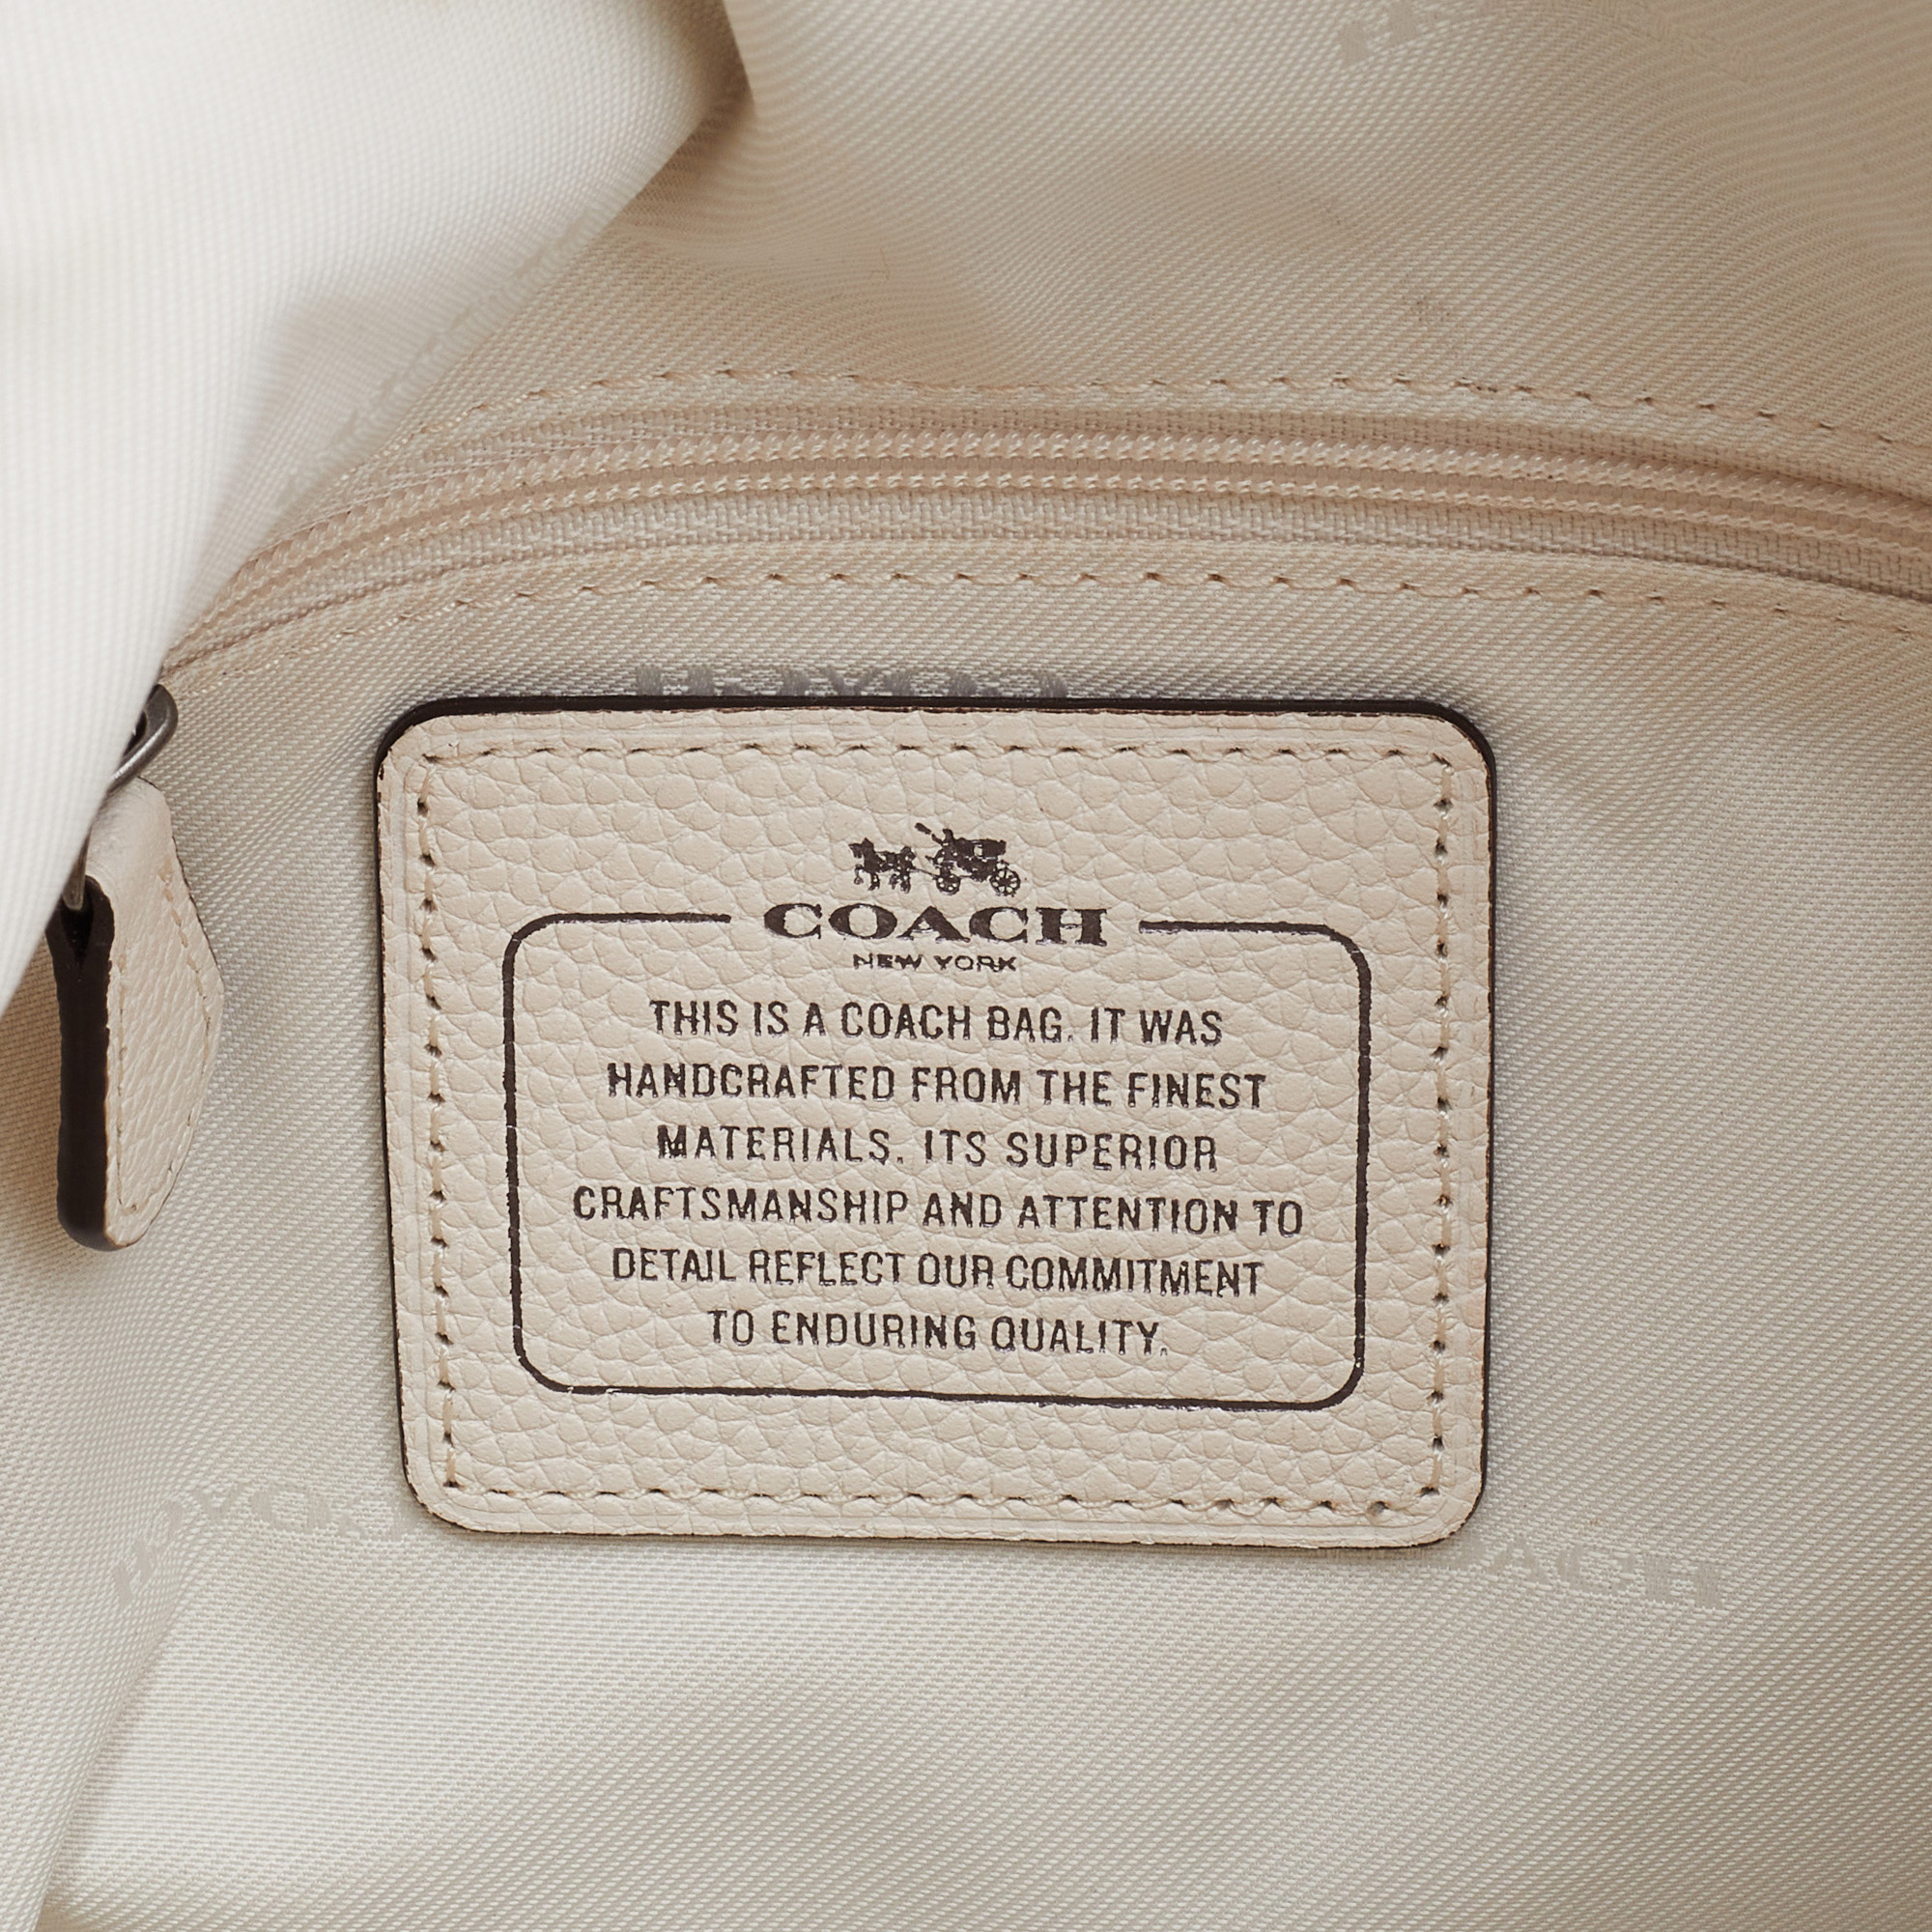 COACH
NEW YORK
THIS IS A COACH BAG. IT WAS
HANDCRAFTED FROM THE FINEST
MATERIALS. ITS SUPERIOR
CRAFTSMANSHIP AND ATTENTION TO
DETAIL REFLECT OUR COMMITMENT
TO ENDURING QUALITY.